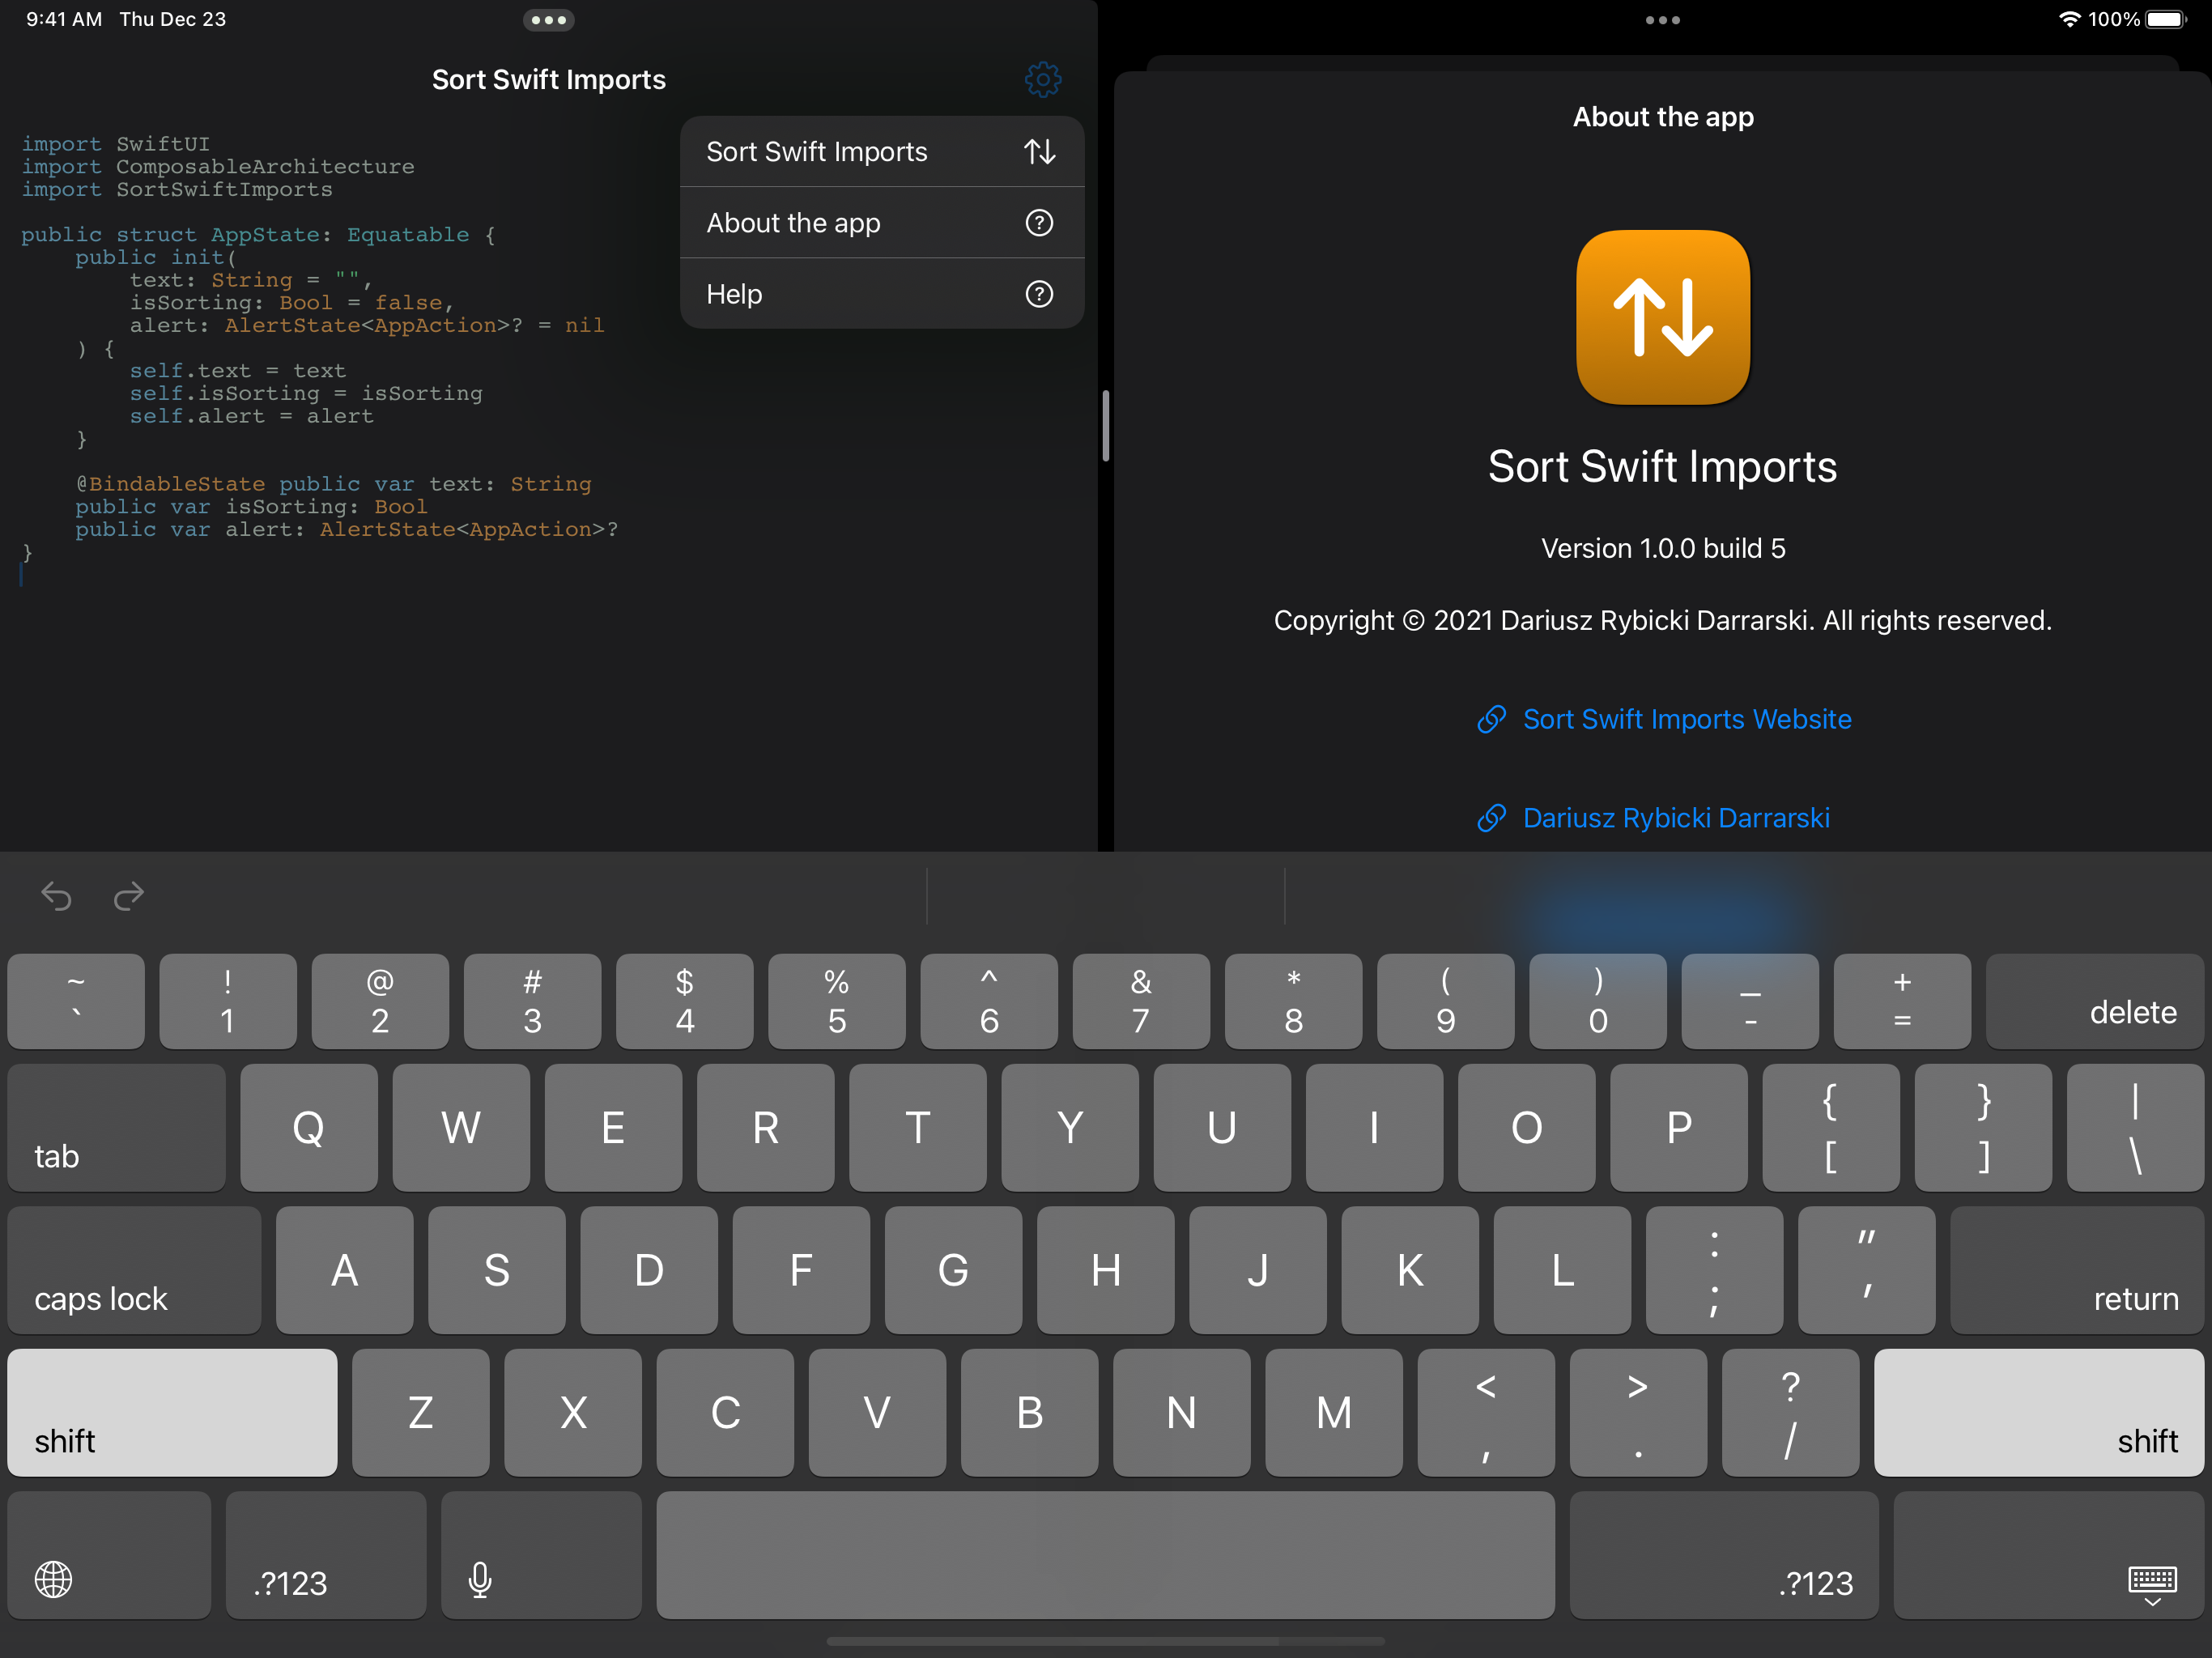 9:41 AM Thu Dec 23
100%
Sort Swift Imports
import SwiftUI
import ComposableArchitecture
import SortSwiftImports
public struct AppState: Equatable {
    public init(
        text: String = "",
        isSorting: Bool = false,
        alert: AlertState<AppAction>? = nil
    ) {
        self.text = text
        self.isSorting = isSorting
        self.alert = alert
    }
    @BindableState public var text: String
    public var isSorting: Bool
    public var alert: AlertState<AppAction>?
}
Sort Swift Imports
About the app
Help
About the app
Sort Swift Imports
Version 1.0.0 build 5
Copyright © 2021 Dariusz Rybicki Darrarski. All rights reserved.
Sort Swift Imports Website
Dariusz Rybicki Darrarski
~ ! @ # $ % ^ & * ( ) _ +
` 1 2 3 4 5 6 7 8 9 0 - = delete
tab Q W E R T Y U I O P { [ } ] | \
caps lock A S D F G H J K L : ; " ' return
shift Z X C V B N M < , > . ? / shift
.?123 .?123